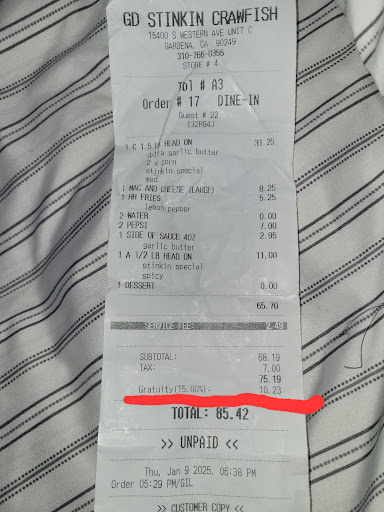 GD STINKIN CRAWFISH
15400 S WESTERN AVE UNIT C
GARDENA, CA 90249
310-766-0355
STORE # 4
Tbl # A3
Order # 17 DINE-IN
Guest # 22
1 C 1.5 LB HEAD ON 31.25
garlic butter
2 x corn
stinkin special
med
1 MAC AND CHEESE (LARGE) 8.25
1 HH FRIES 5.25
lemon pepper
2 WATER 0.00
2 PEPSI 7.00
1 SIDE OF SAUCE 4OZ 2.95
garlic butter
1 A 1/2 LB HEAD ON 11.00
stinkin special
spicy
1 DESSERT 0.00
65.70
SERVICE FEE: 2.49
SUBTOTAL: 68.19
TAX: 7.00
75.19
Gratuity(15.00%): 10.23
TOTAL: 85.42
>> UNPAID <<
Thu, Jan 9 2025, 06:38 PM
Order 05:29 PM/GIL
>> CUSTOMER COPY <<